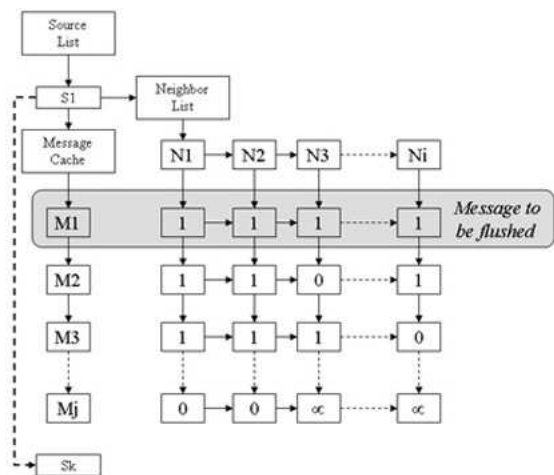 Source
List
S1
Neighbor
List
Message
Cache
N1 N2 N3 Ni
M1 1 1 1 1 Message to
be flushed
M2 1 1 0 1
M3 1 1 1 0
Mj 0 0 ∝ ∝
Sk